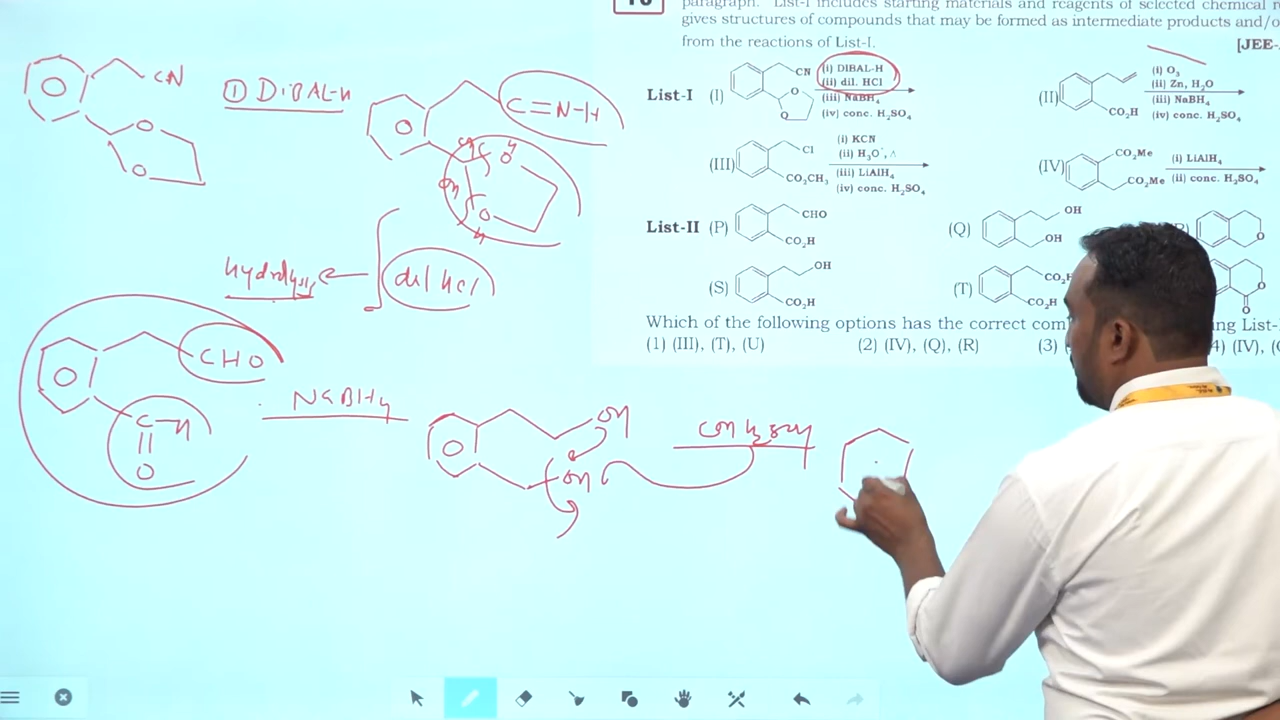 paragraph. List-I includes starting materials and reagents of selected chemical
gives structures of compounds that may be formed as intermediate products and/o
from the reactions of List-I. [JEE-
List-I (I) CN (i) DIBAL-H (ii) dil. HCl (iii) NaBH₄ (iv) conc. H₂SO₄ O O
(II) CO₂H (i) O₃ (ii) Zn, H₂O (iii) NaBH₄ (iv) conc. H₂SO₄
(III) Cl CO₂CH₃ (i) KCN (ii) H₃O⁺, Δ (iii) LiAlH₄ (iv) conc. H₂SO₄
(IV) CO₂Me CO₂Me (i) LiAlH₄ (ii) conc. H₂SO₄
List-II (P) CHO CO₂H
(Q) OH OH
O
(S) OH CO₂H
(T) CO₂H CO₂H
O O
Which of the following options has the correct com ing List-
(1) (III), (T), (U) (2) (IV), (Q), (R) (3) 4) (IV), (
CN
① DIBAL-H
C=N-H
O
O
O
O
dil HCl
CHO
C-H
O
NaBH₄
OH
OH